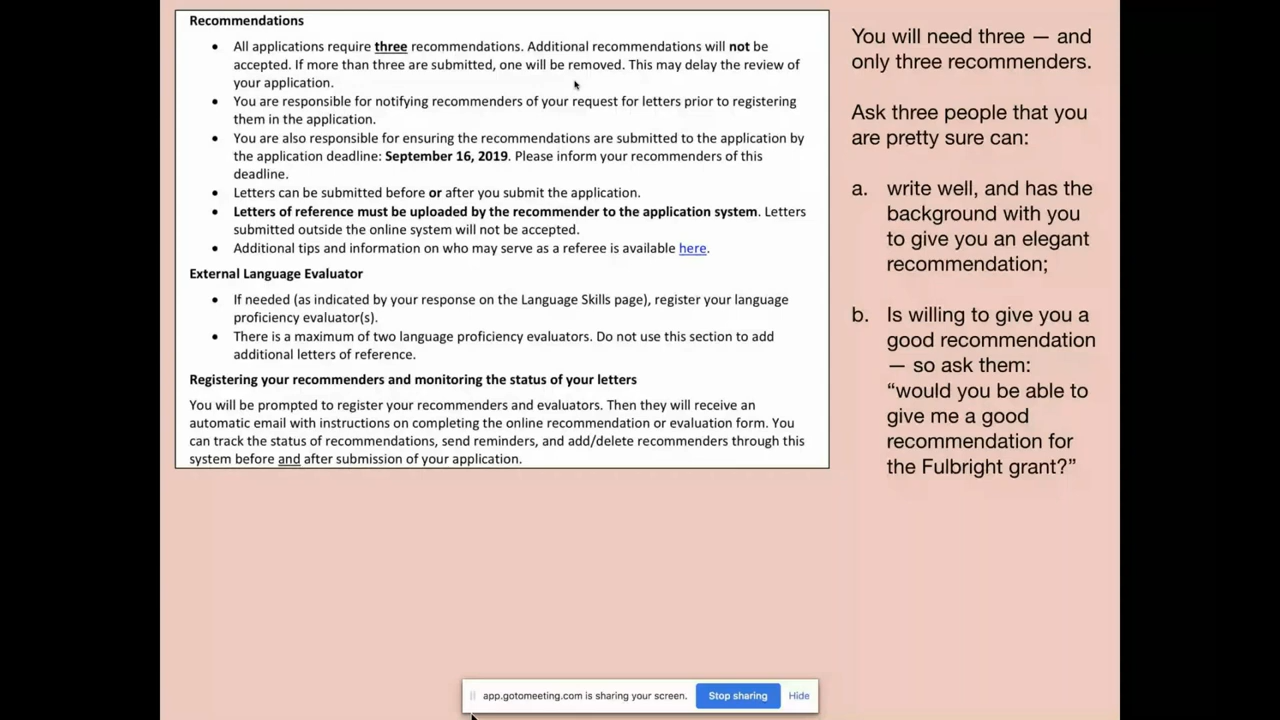 Recommendations
• All applications require three recommendations. Additional recommendations will not be
accepted. If more than three are submitted, one will be removed. This may delay the review of
your application.
• You are responsible for notifying recommenders of your request for letters prior to registering
them in the application.
• You are also responsible for ensuring the recommendations are submitted to the application by
the application deadline: September 16, 2019. Please inform your recommenders of this
deadline.
• Letters can be submitted before or after you submit the application.
• Letters of reference must be uploaded by the recommender to the application system. Letters
submitted outside the online system will not be accepted.
• Additional tips and information on who may serve as a referee is available here.
External Language Evaluator
• If needed (as indicated by your response on the Language Skills page), register your language
proficiency evaluator(s).
• There is a maximum of two language proficiency evaluators. Do not use this section to add
additional letters of reference.
Registering your recommenders and monitoring the status of your letters
You will be prompted to register your recommenders and evaluators. Then they will receive an
automatic email with instructions on completing the online recommendation or evaluation form. You
can track the status of recommendations, send reminders, and add/delete recommenders through this
system before and after submission of your application.
You will need three — and
only three recommenders.
Ask three people that you
are pretty sure can:
a. write well, and has the
background with you
to give you an elegant
recommendation;
b. Is willing to give you a
good recommendation
— so ask them:
“would you be able to
give me a good
recommendation for
the Fulbright grant?”
app.gotomeeting.com is sharing your screen. Stop sharing Hide